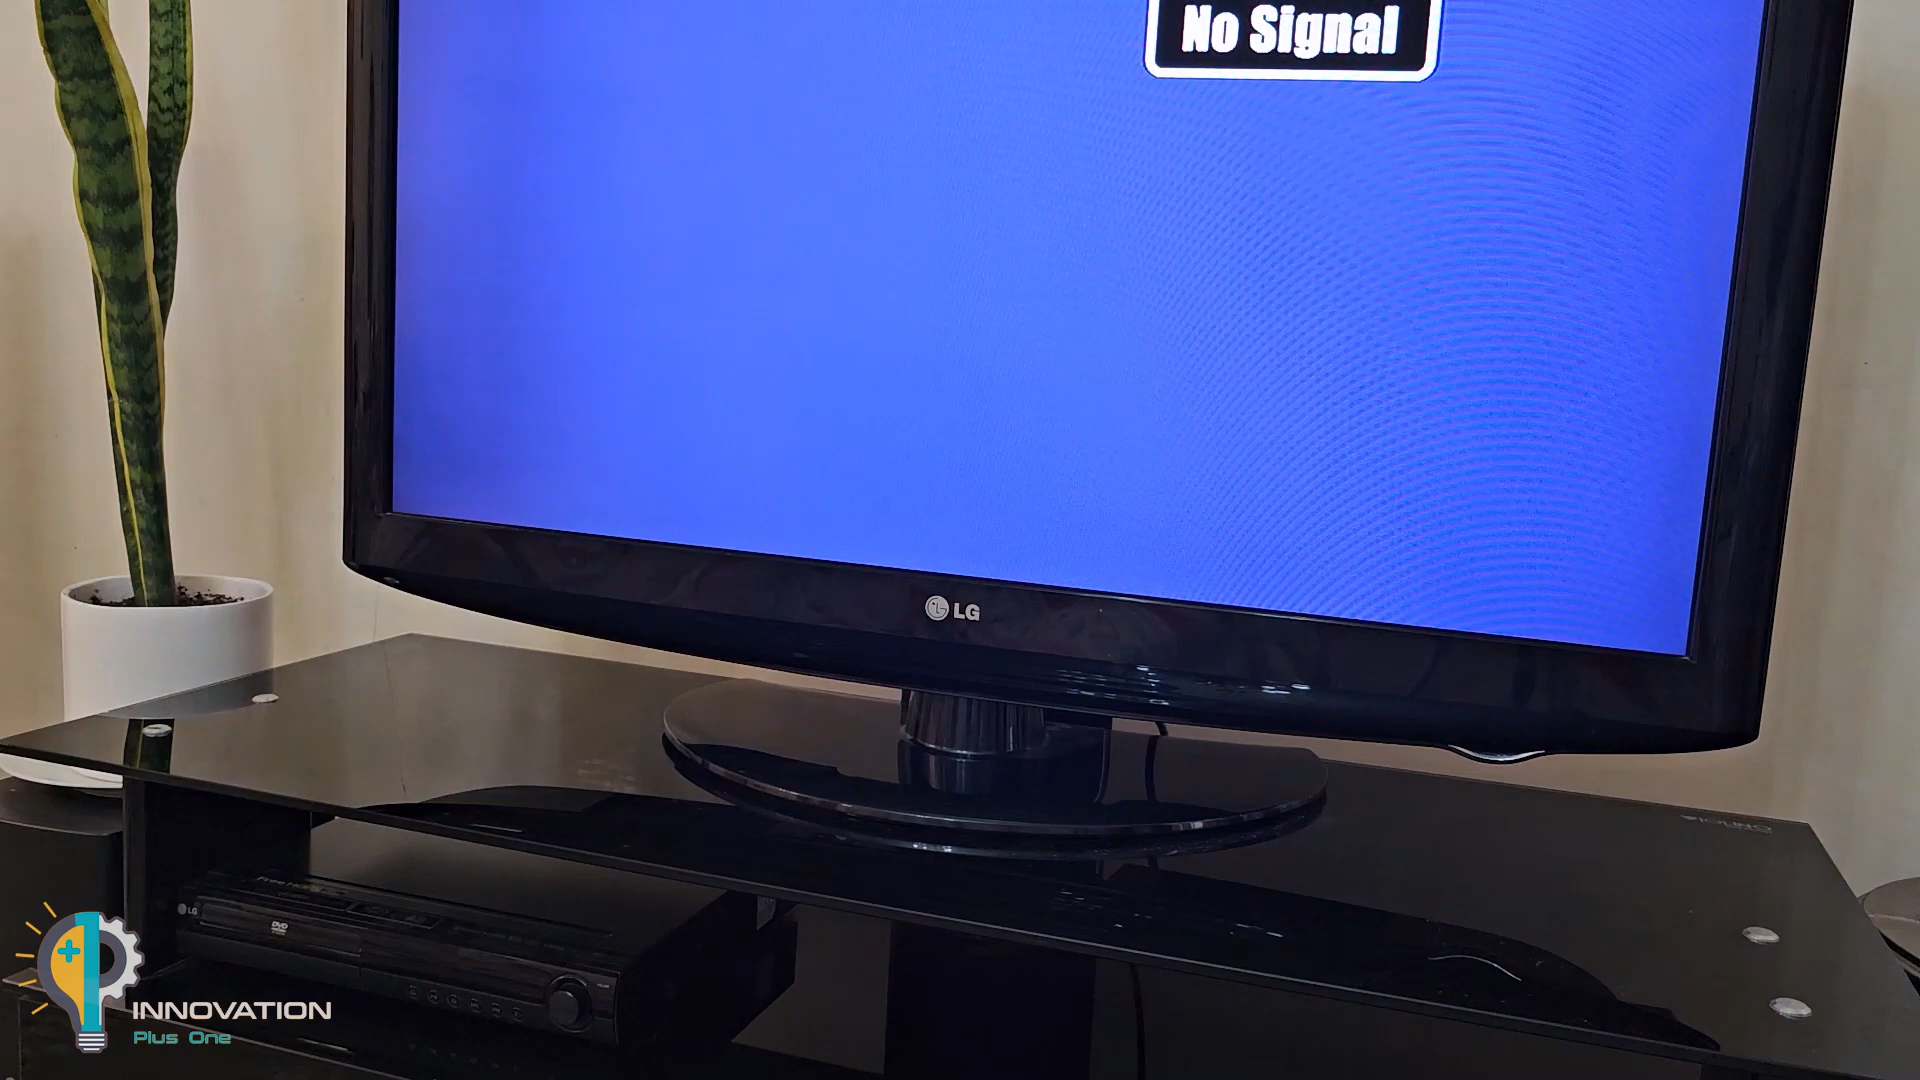 No Signal
LG
LG
DVD
INNOVATION
Plus One